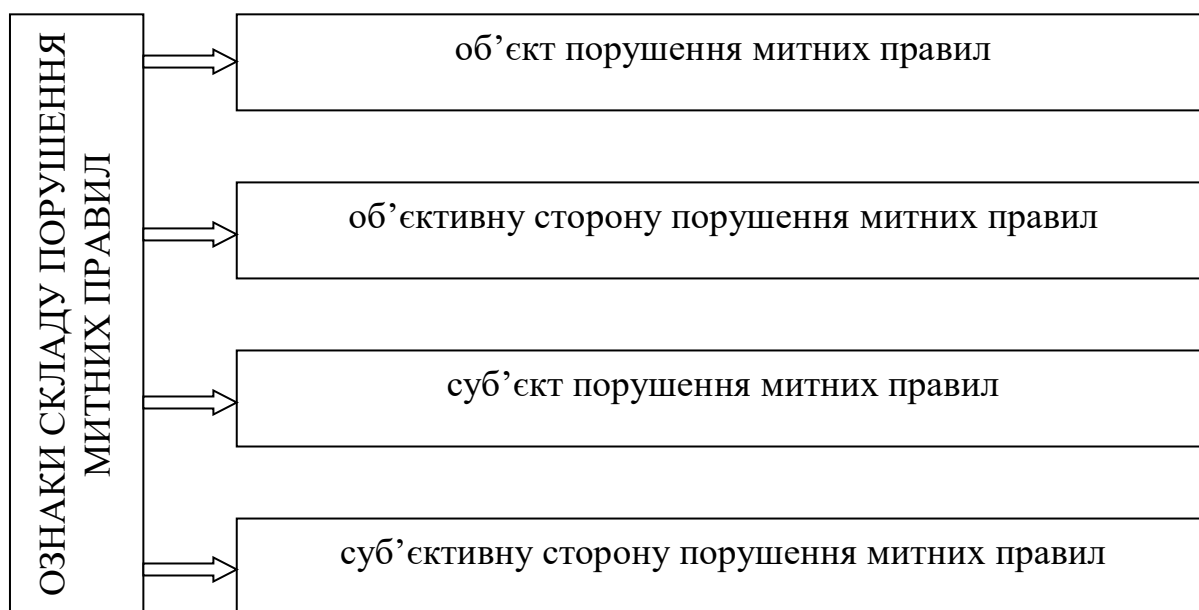 ОЗНАКИ СКЛАДУ ПОРУШЕННЯ
МИТНИХ ПРАВИЛ
об’єкт порушення митних правил
об’єктивну сторону порушення митних правил
суб’єкт порушення митних правил
суб’єктивну сторону порушення митних правил